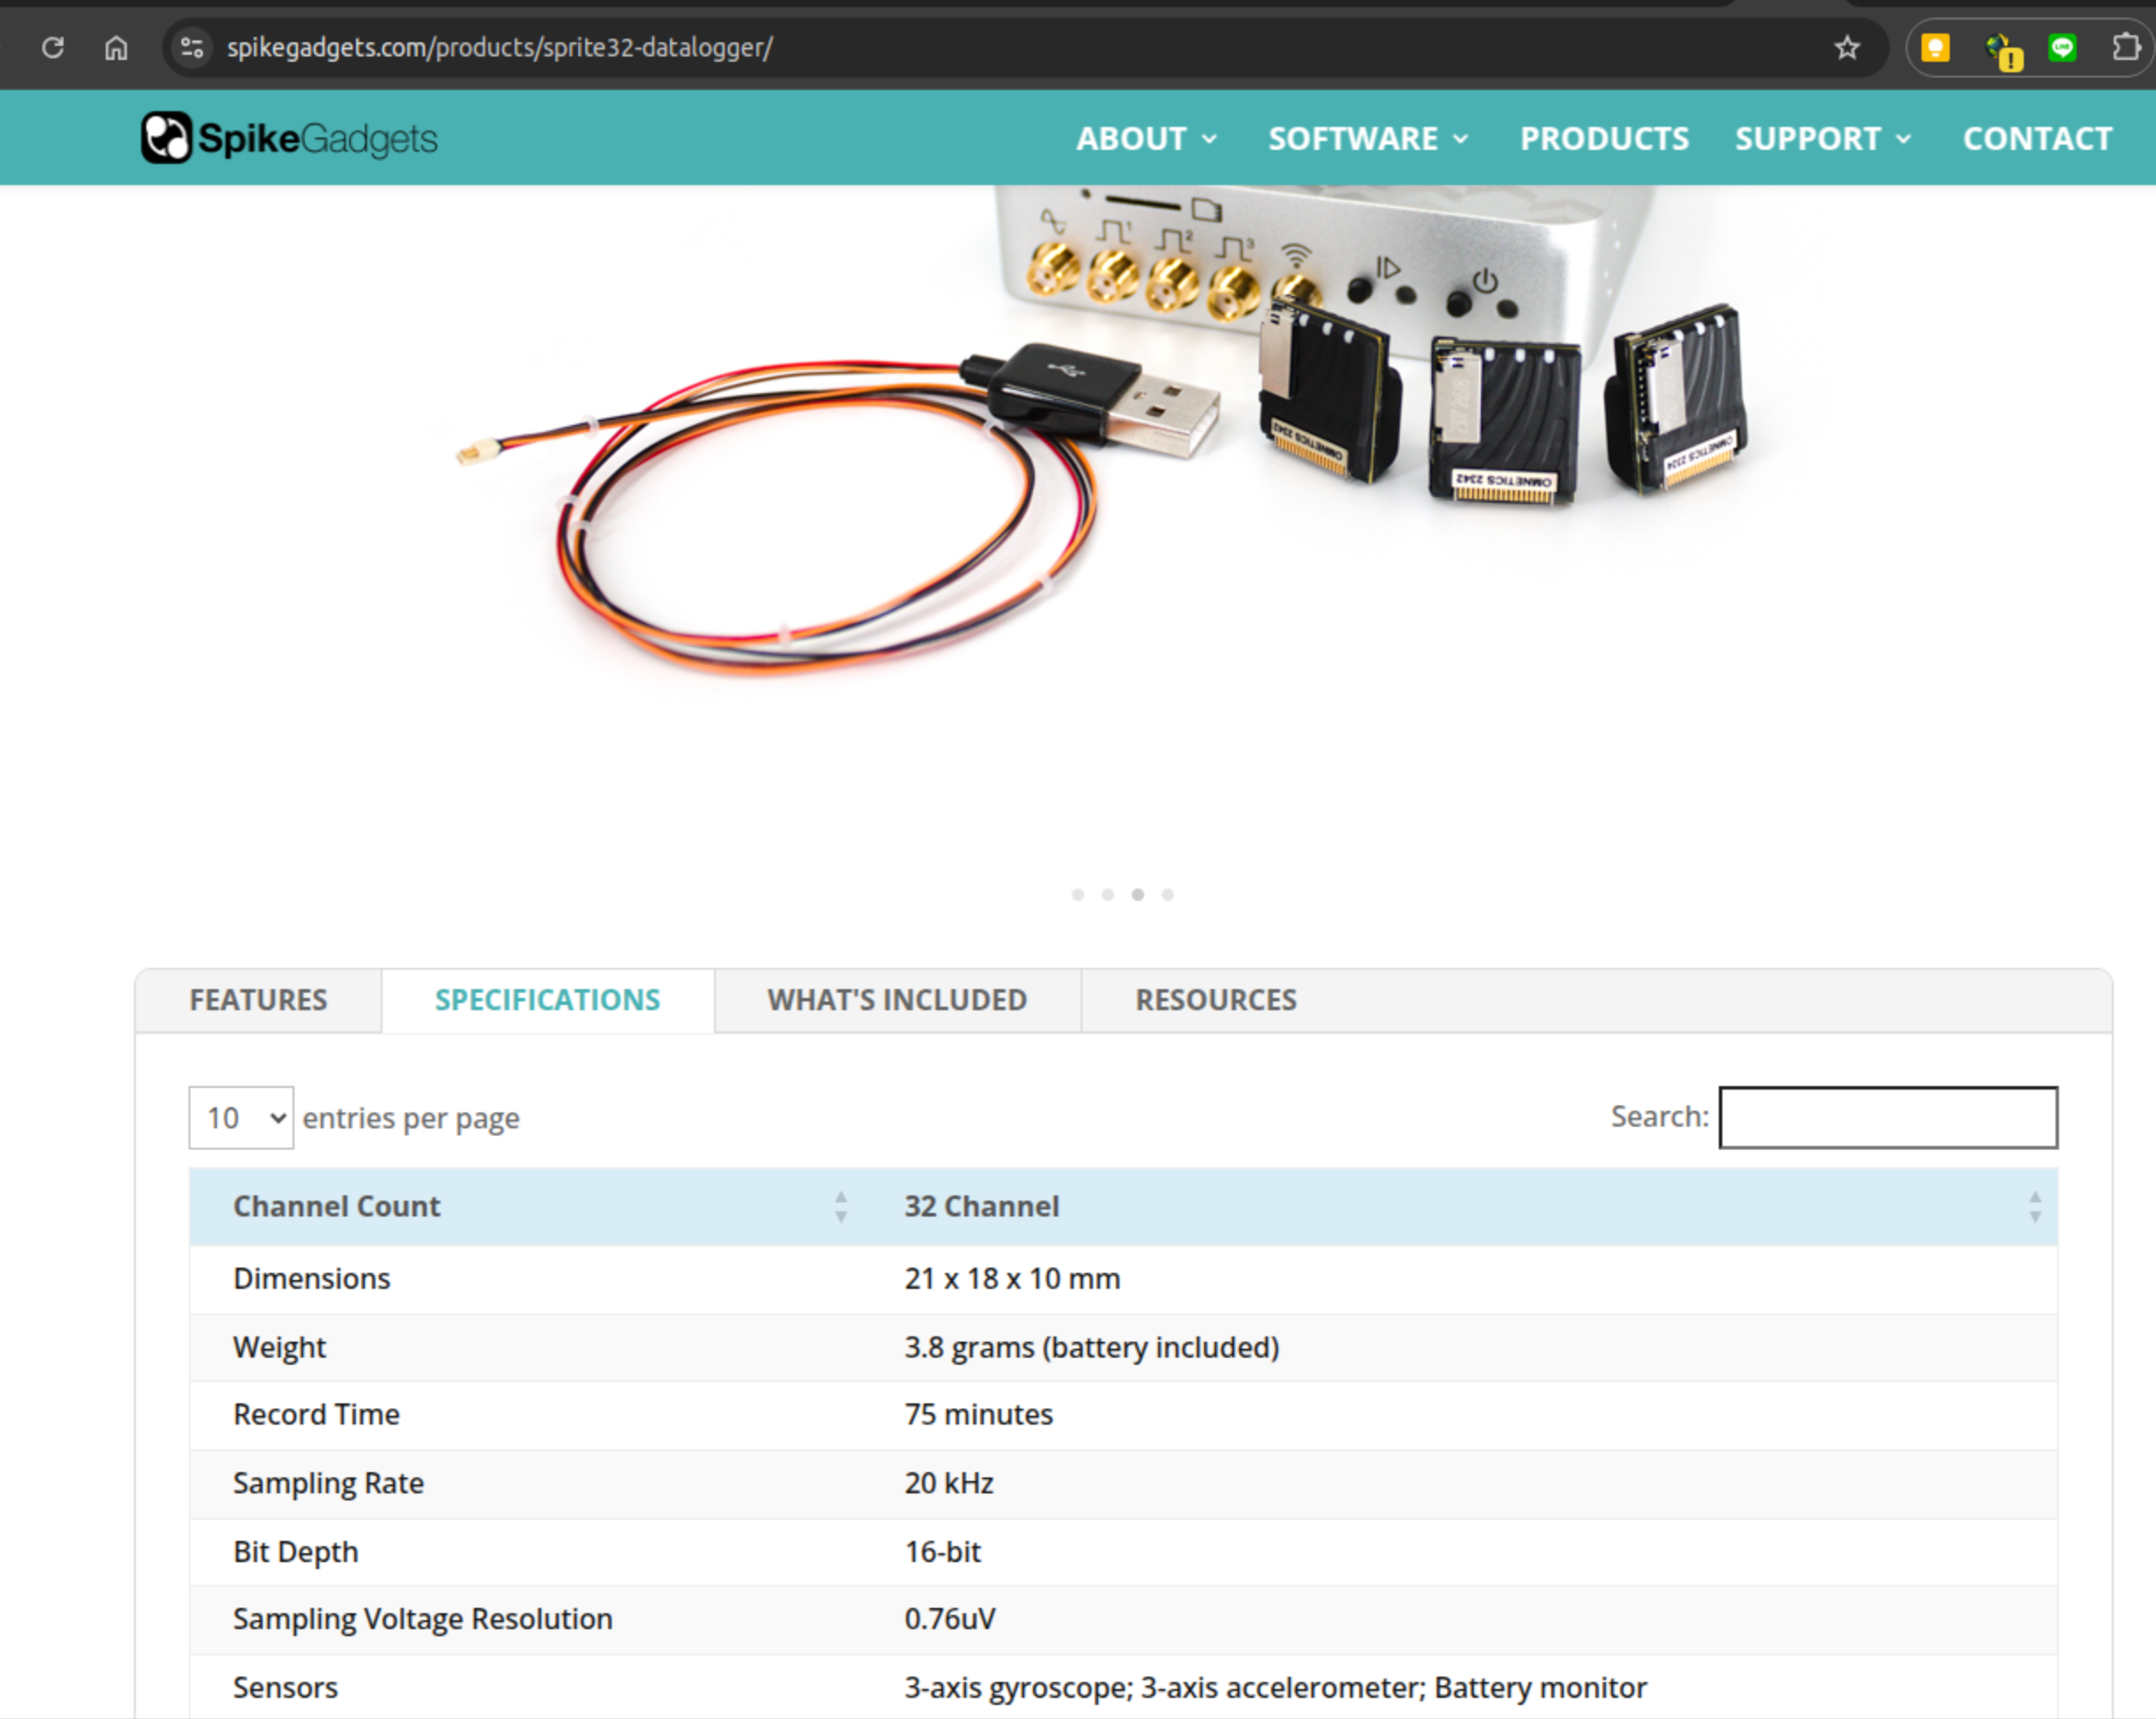 spikegadgets.com/products/sprite32-datalogger/
SpikeGadgets
ABOUT SOFTWARE PRODUCTS SUPPORT CONTACT
1 2 3
OMNETICS 2342
OMNETICS 2342
OMNETICS 2324
FEATURES SPECIFICATIONS WHAT'S INCLUDED RESOURCES
10 entries per page
Search:
Channel Count 32 Channel
Dimensions 21 x 18 x 10 mm
Weight 3.8 grams (battery included)
Record Time 75 minutes
Sampling Rate 20 kHz
Bit Depth 16-bit
Sampling Voltage Resolution 0.76uV
Sensors 3-axis gyroscope; 3-axis accelerometer; Battery monitor